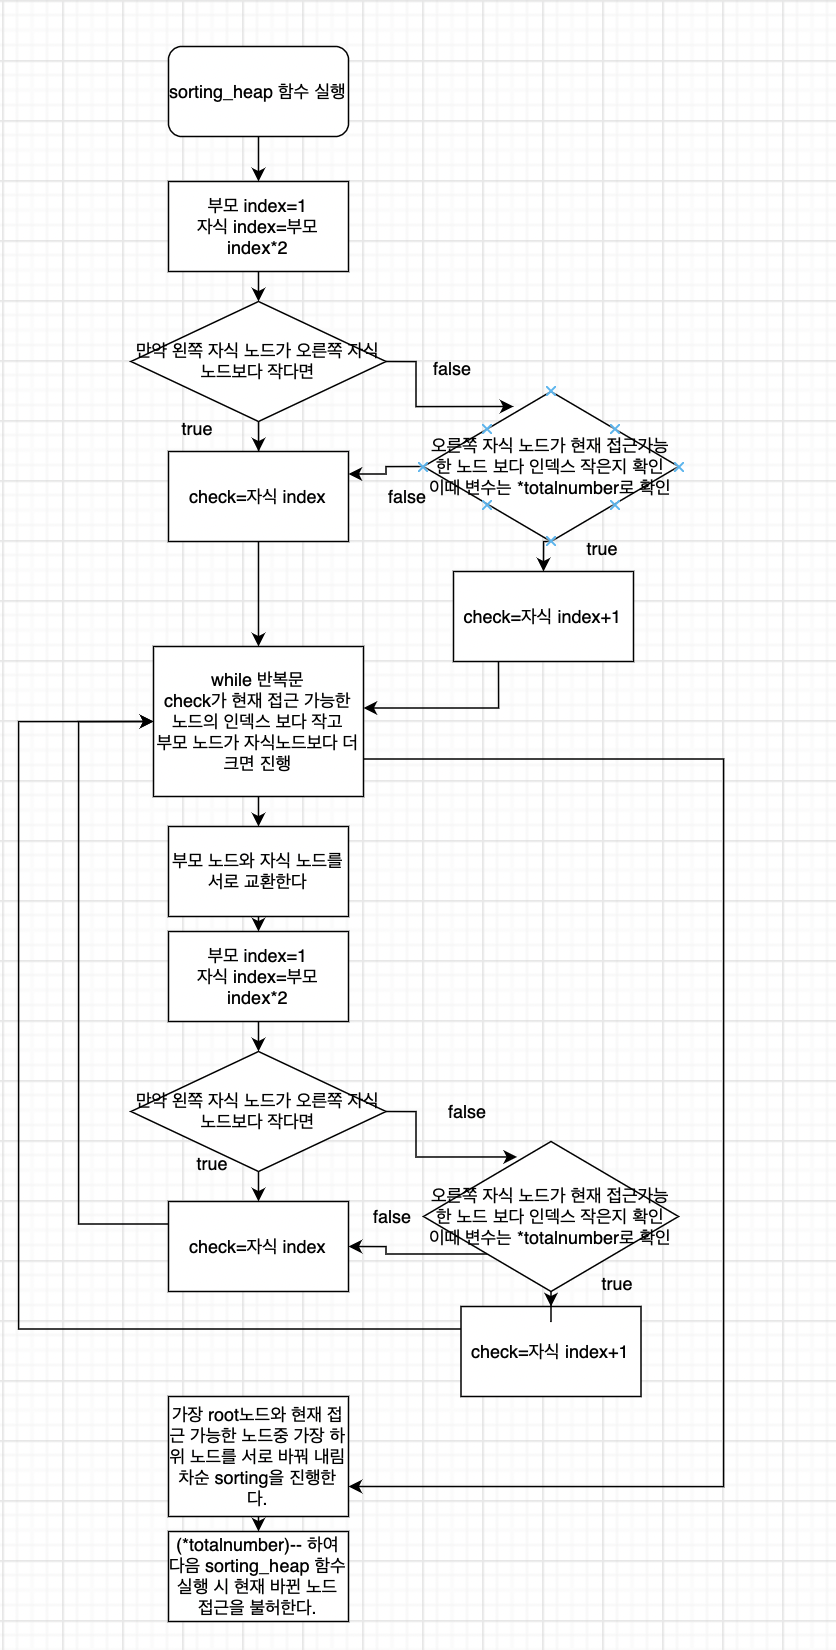 sorting_heap 함수 실행
부모 index=1
자식 index=부모
index*2
만약 왼쪽 자식 노드가 오른쪽 자식
노드보다 작다면
false
true
오른쪽 자식 노드가 현재 접근가능
한 노드 보다 인덱스 작은지 확인
이때 변수는 *totalnumber로 확인
check=자식 index
false
true
check=자식 index+1
while 반복문
check가 현재 접근 가능한
노드의 인덱스 보다 작고
부모 노드가 자식노드보다 더
크면 진행
부모 노드와 자식 노드를
서로 교환한다
부모 index=1
자식 index=부모
index*2
만약 왼쪽 자식 노드가 오른쪽 자식
노드보다 작다면
false
true
오른쪽 자식 노드가 현재 접근가능
한 노드 보다 인덱스 작은지 확인
이때 변수는 *totalnumber로 확인
false
check=자식 index
true
check=자식 index+1
가장 root노드와 현재 접
근 가능한 노드중 가장 하
위 노드를 서로 바꿔 내림
차순 sorting을 진행한
다.
(*totalnumber)-- 하여
다음 sorting_heap 함수
실행 시 현재 바뀐 노드
접근을 불허한다.